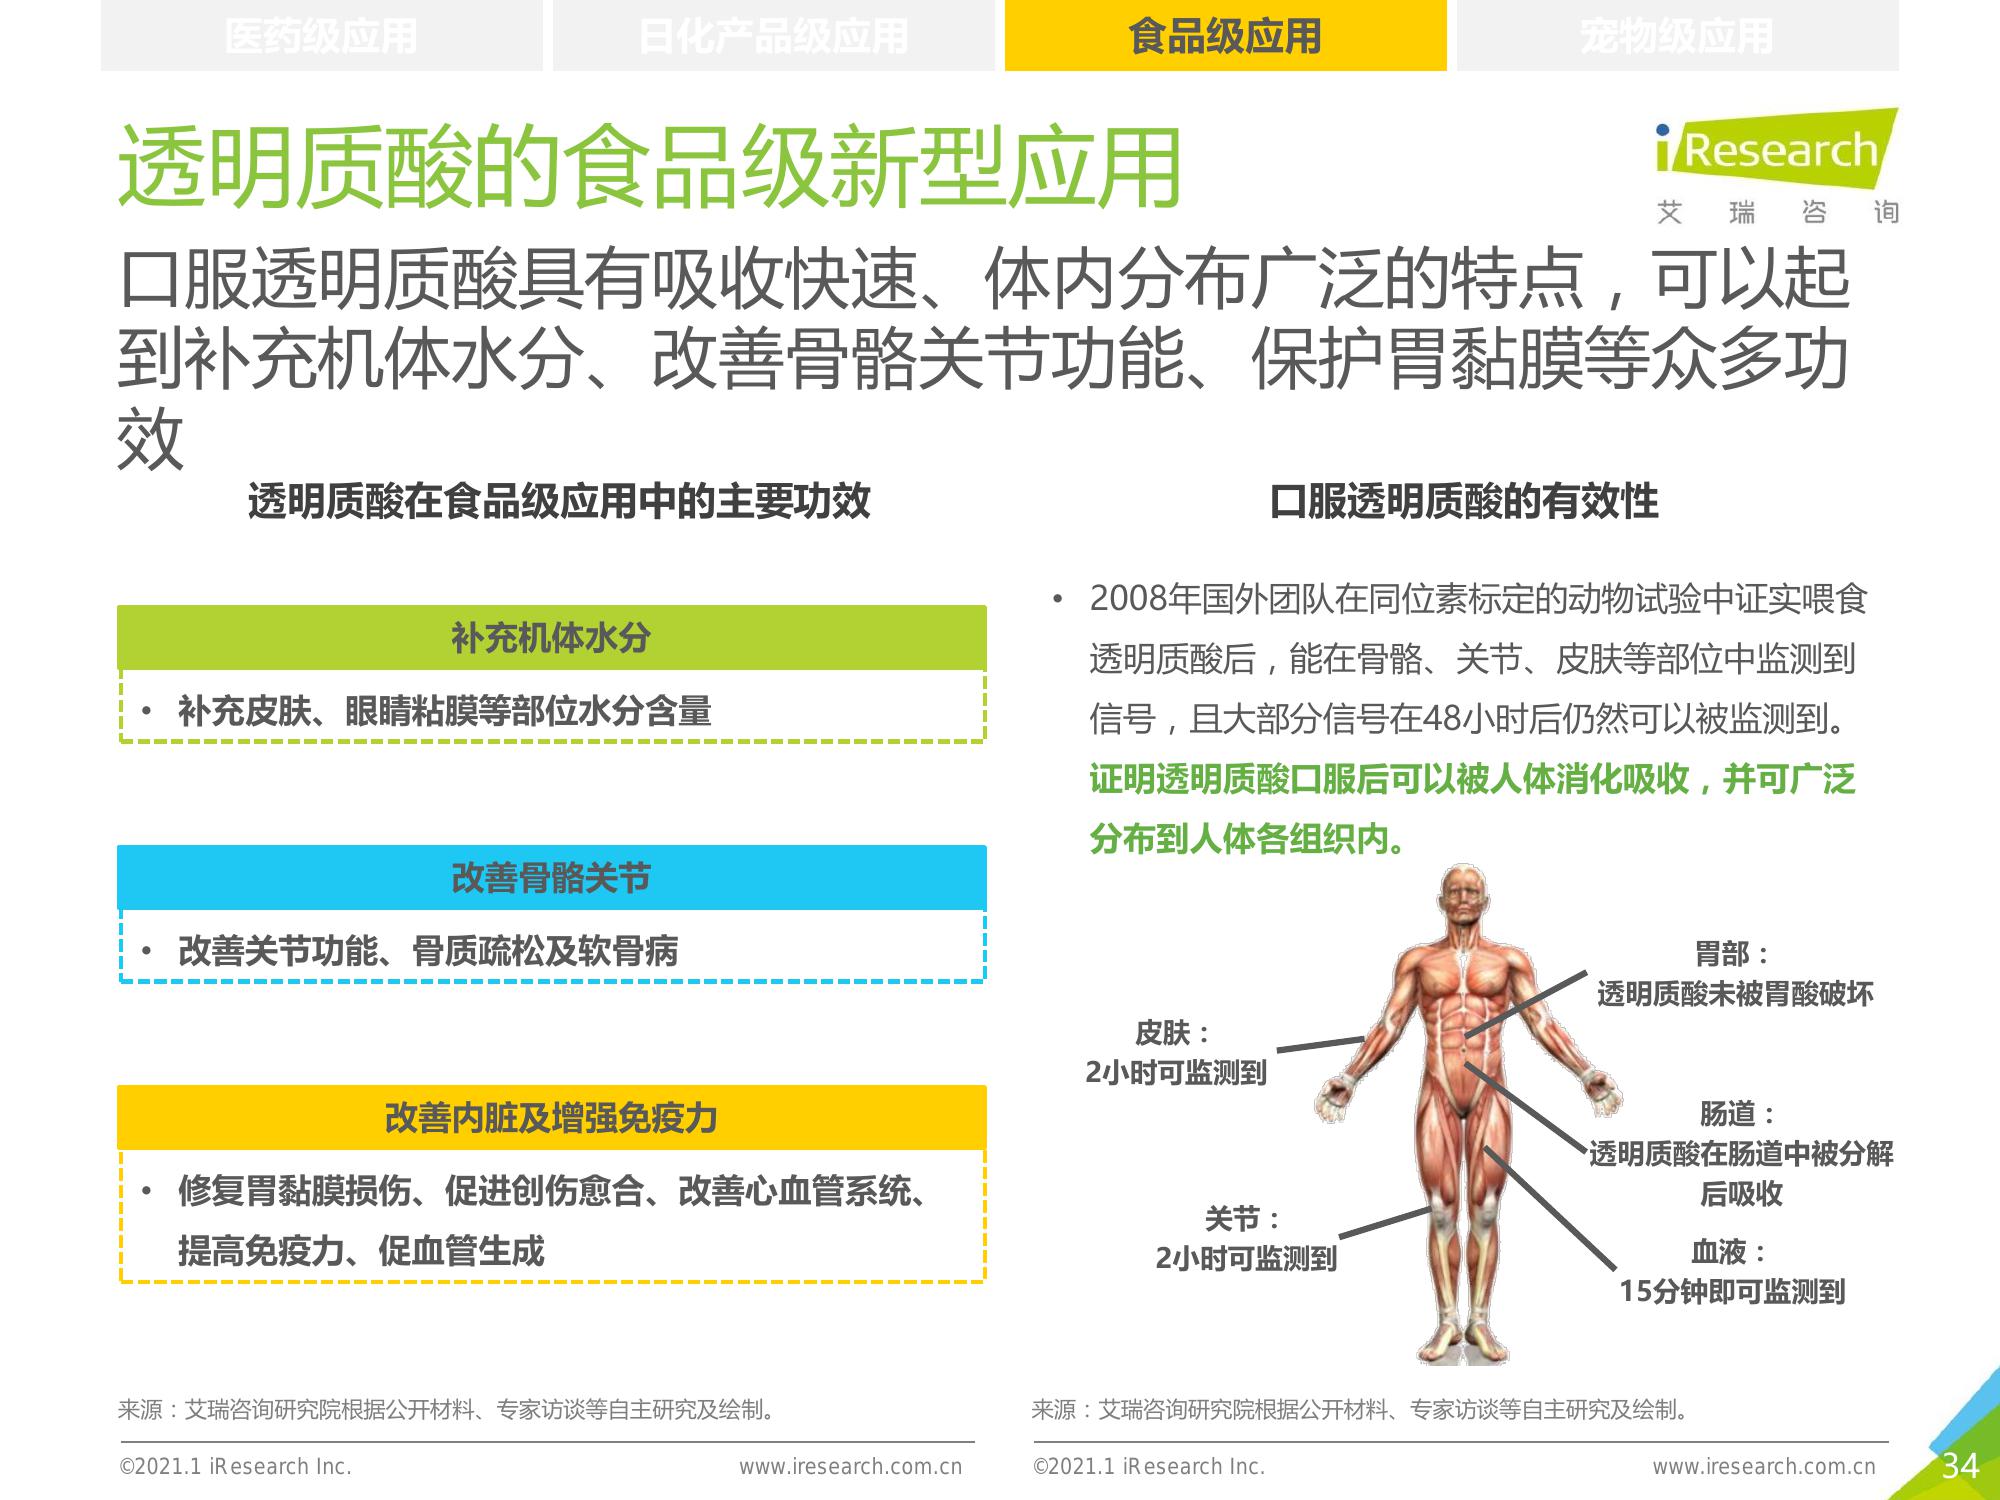 医药级应用
日化产品级应用
食品级应用
宠物级应用
透明质酸的食品级新型应用
iResearch
艾瑞咨询
口服透明质酸具有吸收快速、体内分布广泛的特点，可以起
到补充机体水分、改善骨骼关节功能、保护胃黏膜等众多功
效
透明质酸在食品级应用中的主要功效
补充机体水分
• 补充皮肤、眼睛粘膜等部位水分含量
改善骨骼关节
• 改善关节功能、骨质疏松及软骨病
改善内脏及增强免疫力
• 修复胃黏膜损伤、促进创伤愈合、改善心血管系统、
提高免疫力、促血管生成
口服透明质酸的有效性
• 2008年国外团队在同位素标定的动物试验中证实喂食
透明质酸后，能在骨骼、关节、皮肤等部位中监测到
信号，且大部分信号在48小时后仍然可以被监测到。
证明透明质酸口服后可以被人体消化吸收，并可广泛
分布到人体各组织内。
胃部：
透明质酸未被胃酸破坏
皮肤：
2小时可监测到
肠道：
透明质酸在肠道中被分解
后吸收
关节：
2小时可监测到
血液：
15分钟即可监测到
来源：艾瑞咨询研究院根据公开材料、专家访谈等自主研究及绘制。
来源：艾瑞咨询研究院根据公开材料、专家访谈等自主研究及绘制。
©2021.1 iResearch Inc.
www.iresearch.com.cn
©2021.1 iResearch Inc.
www.iresearch.com.cn
34